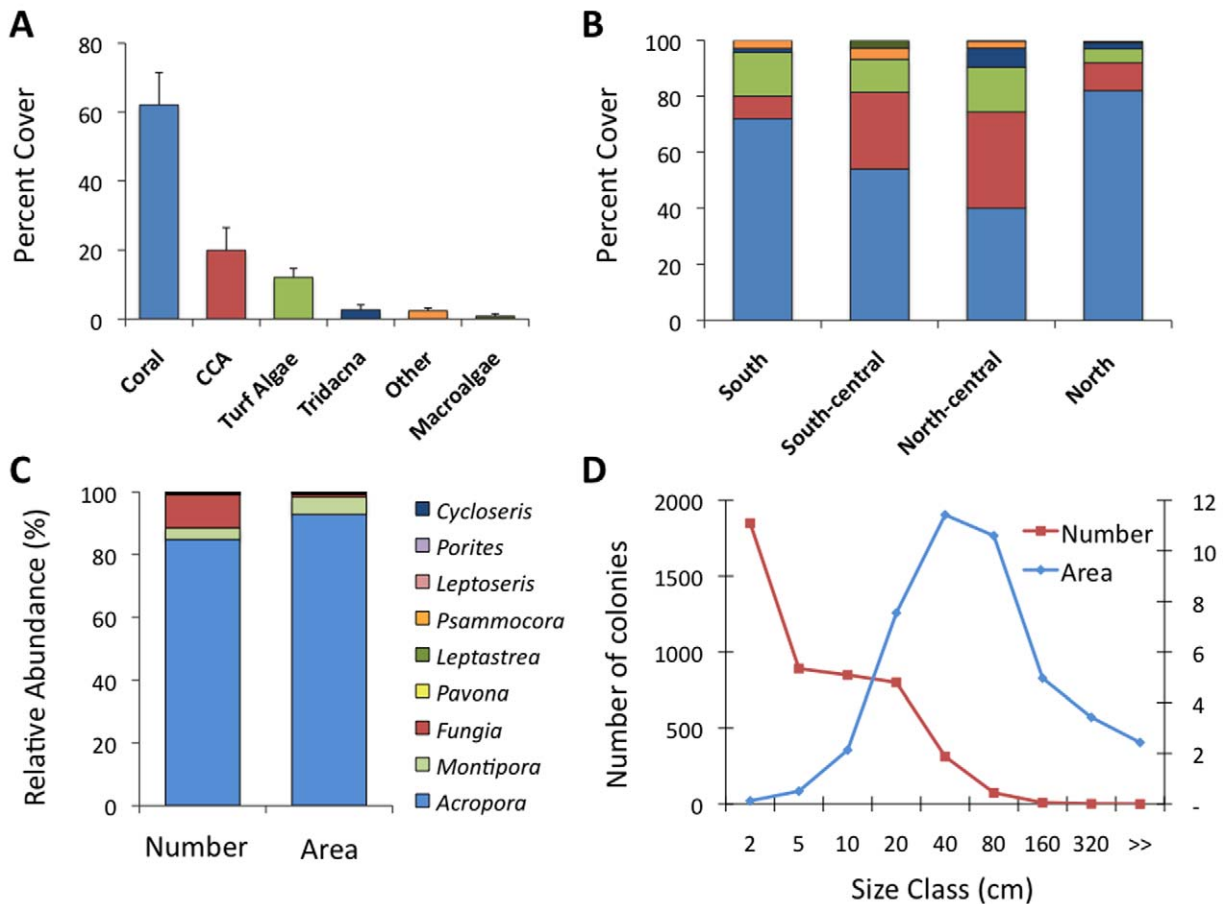 A
80
60
40
20
0
Percent Cover
Coral
CCA
Turf Algae
Tridacna
Other
Macroalgae
B
100
80
60
40
20
0
Percent Cover
South
South-central
North-central
North
C
100
80
60
40
20
0
Relative Abundance (%)
Number
Area
Cycloseris
Porites
Leptoseris
Psammocora
Leptastrea
Pavona
Fungia
Montipora
Acropora
D
2000
1500
1000
500
0
Number of colonies
Number
Area
12
10
8
6
4
2
-
2 5 10 20 40 80 160 320 >>
Size Class (cm)